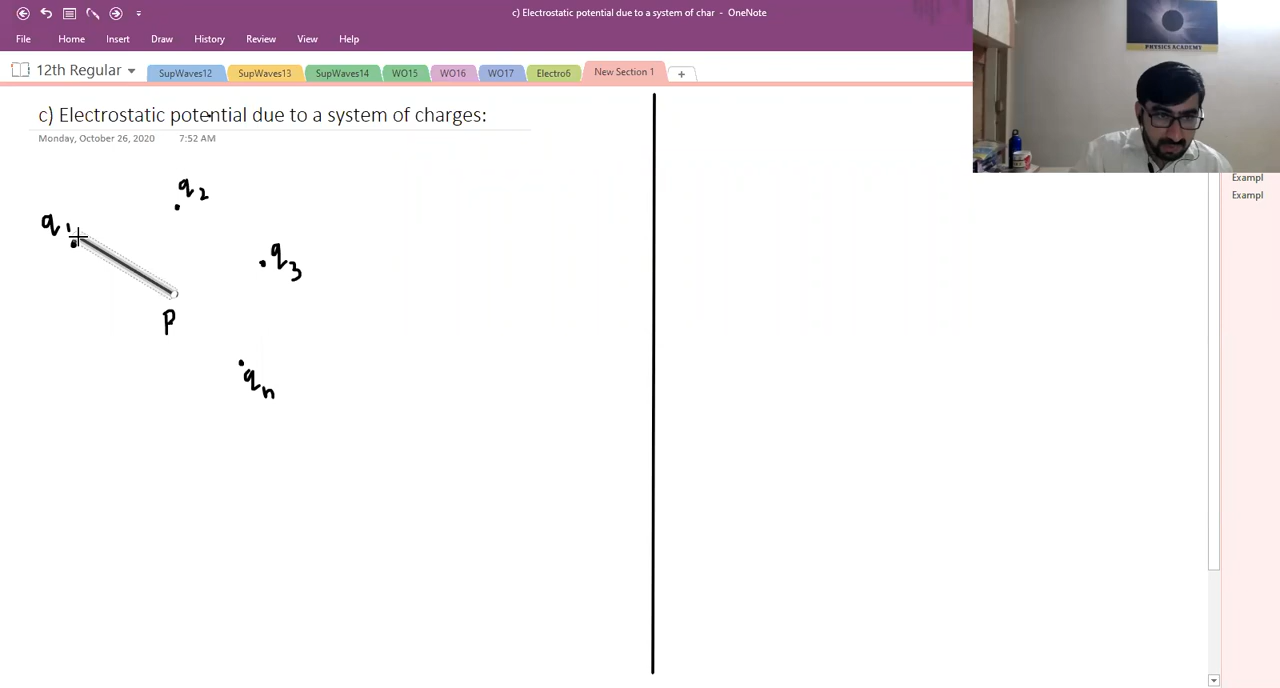 c) Electrostatic potential due to a system of char - OneNote
File Home Insert Draw History Review View Help
12th Regular SupWaves12 SupWaves13 SupWaves14 WO15 WO16 WO17 Electro6 New Section 1 +
PHYSICS ACADEMY
c) Electrostatic potential due to a system of charges:
Monday, October 26, 2020 7:52 AM
Exampl
Exampl
q2
q1
q3
P
qn